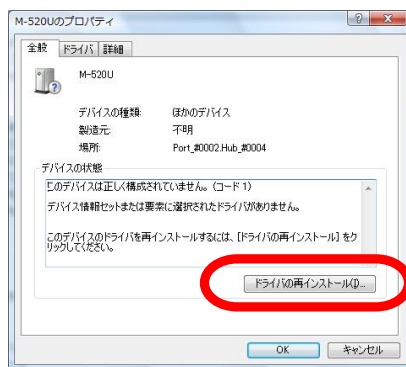 M-520Uのプロパティ
全般 ドライバ 詳細
M-520U
デバイスの種類: ほかのデバイス
製造元: 不明
場所: Port_#0002.Hub_#0004
デバイスの状態
このデバイスは正しく構成されていません。 (コード 1)
デバイス情報セットまたは要素に選択されたドライバがありません。
このデバイスのドライバを再インストールするには、[ドライバの再インストール] をク
リックしてください。
ドライバの再インストール(I)...
OK キャンセル